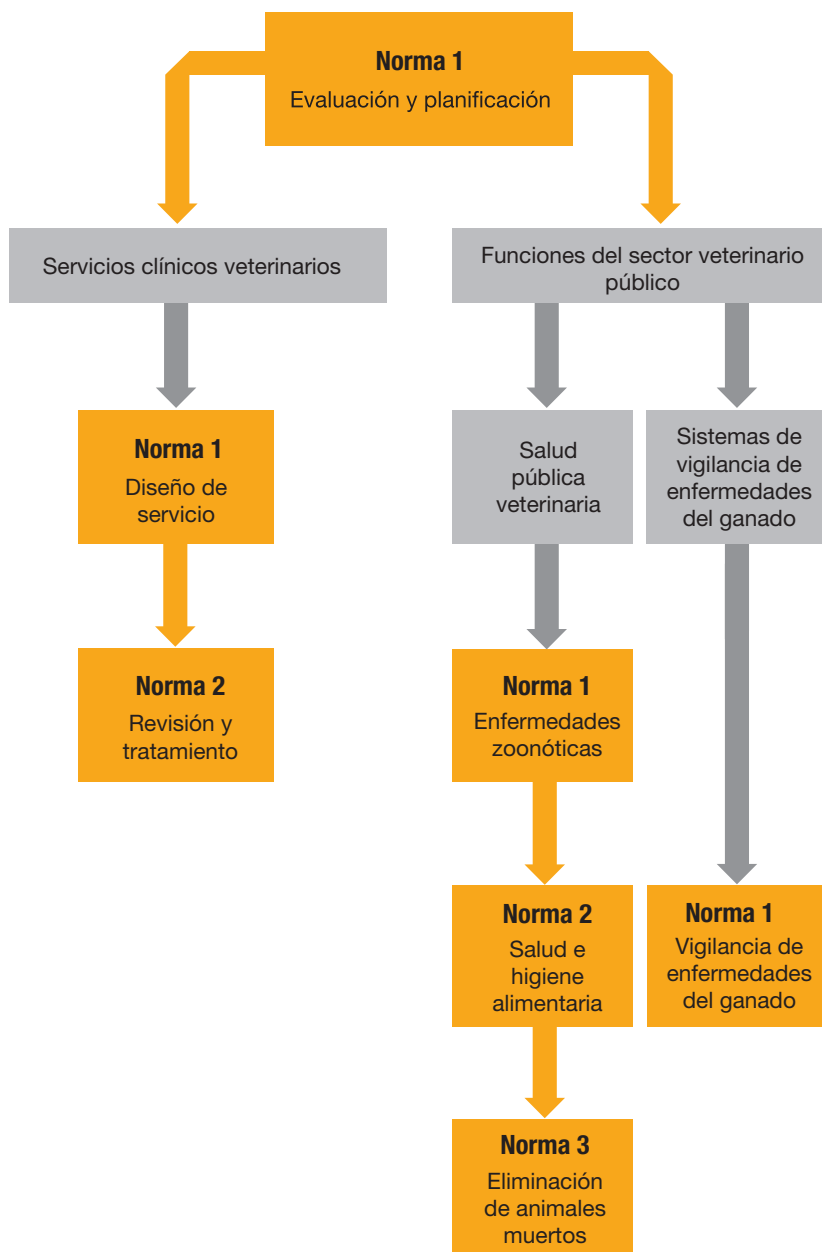 Norma 1
Evaluación y planificación
Servicios clínicos veterinarios
Funciones del sector veterinario
público
Norma 1
Diseño de
servicio
Salud
pública
veterinaria
Sistemas de
vigilancia de
enfermedades
del ganado
Norma 2
Revisión y
tratamiento
Norma 1
Enfermedades
zoonóticas
Norma 2
Salud e
higiene
alimentaria
Norma 1
Vigilancia de
enfermedades
del ganado
Norma 3
Eliminación
de animales
muertos